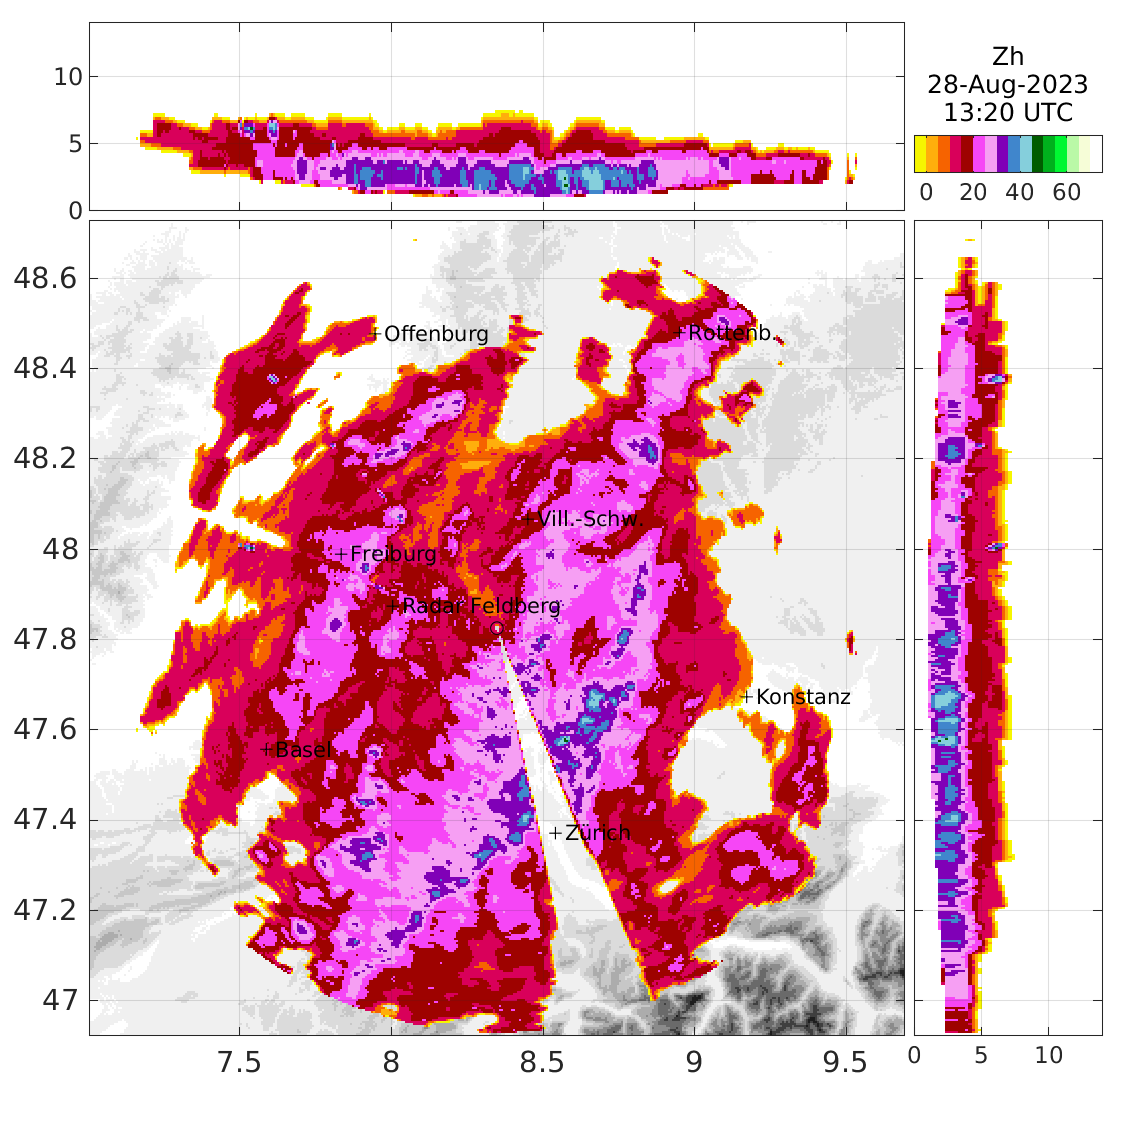 10
5
0
Zh
28-Aug-2023
13:20 UTC
0 20 40 60
48.6
48.4
48.2
48
47.8
47.6
47.4
47.2
47
+Offenburg
+Rottenb.
+Vill.-Schw.
+Freiburg
+Radar Feldberg
+Konstanz
+Basel
+Zürich
7.5 8 8.5 9 9.5
0 5 10